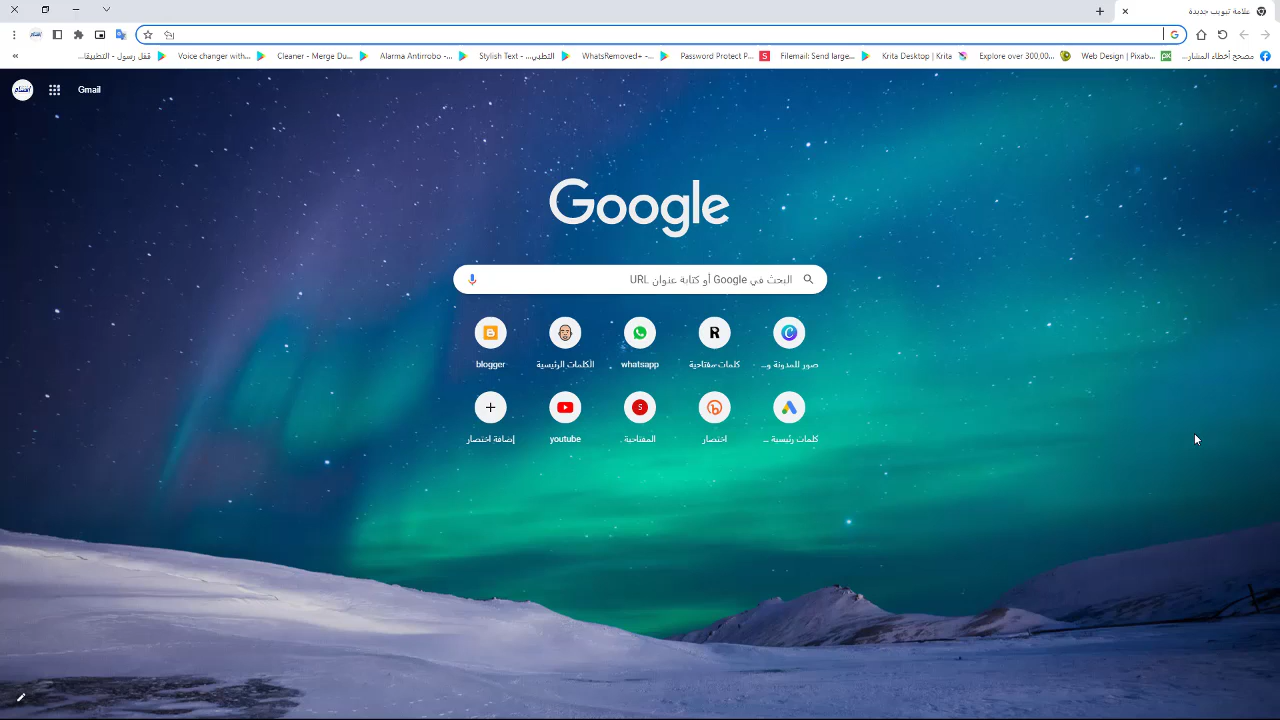 علامة تبويب جديدة
مصحح أخطاء المشار...
Web Design | Pixab...
Explore over 300,00...
Krita Desktop | Krita
Filemail: Send large...
Password Protect P...
WhatsRemoved+ -...
Stylish Text - التطبي...
Alarma Antirrobo -...
Cleaner - Merge Du...
Voice changer with...
قفل رسول - التطبيقا...
«
Gmail
Google
البحث في Google أو كتابة عنوان URL
صور للمدونة و...
كلمات مفتاحية
whatsapp
الكلمات الرئيسية
blogger
كلمات رئيسية ...
اختصار
المفتاحية .
youtube
إضافة اختصار